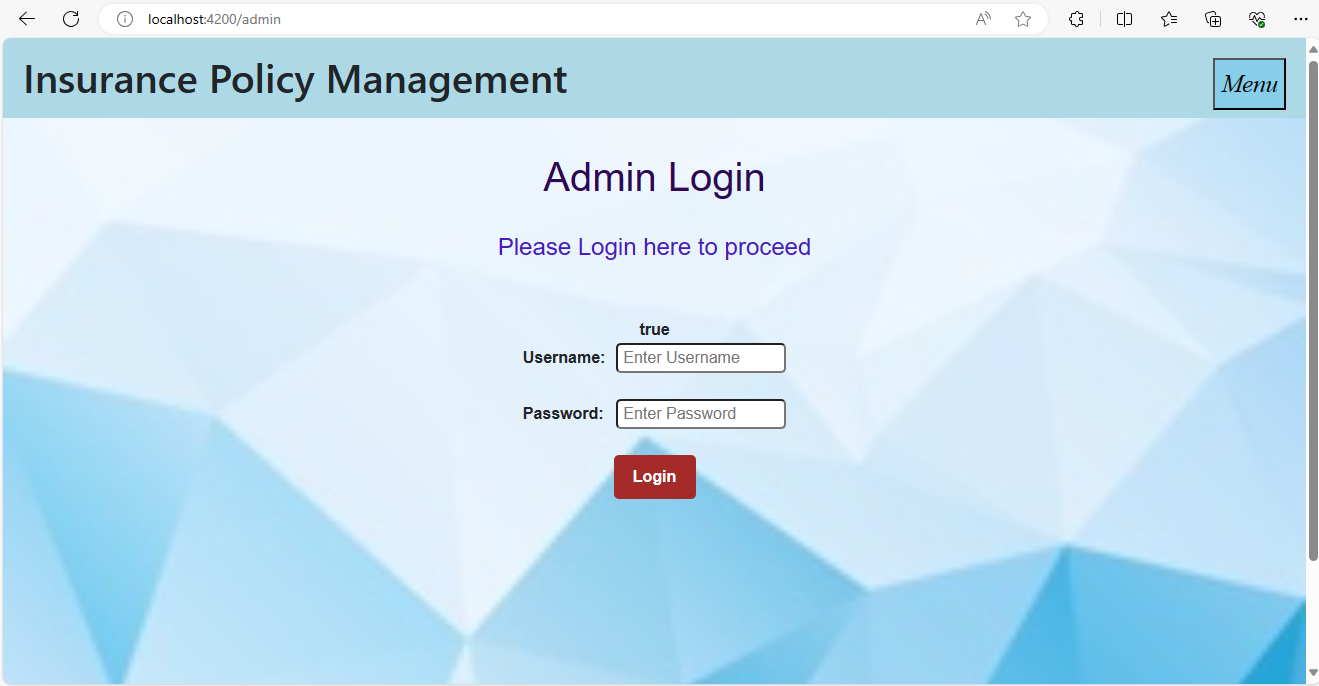 localhost:4200/admin
Insurance Policy Management
Menu
Admin Login
Please Login here to proceed
true
Username: Enter Username
Password: Enter Password
Login